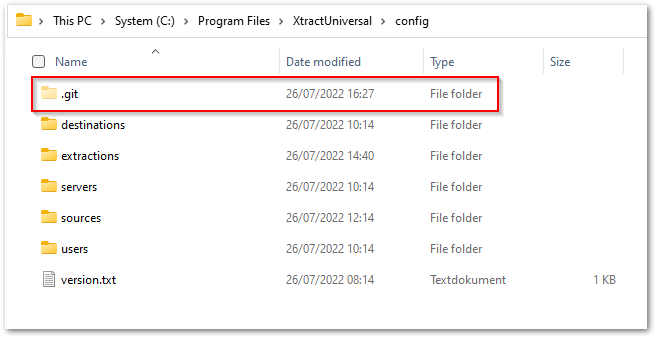 This PC > System (C:) > Program Files > XtractUniversal > config
Name Date modified Type Size
.git 26/07/2022 16:27 File folder
destinations 26/07/2022 10:14 File folder
extractions 26/07/2022 14:40 File folder
servers 26/07/2022 10:14 File folder
sources 26/07/2022 12:14 File folder
users 26/07/2022 10:14 File folder
version.txt 26/07/2022 08:14 Textdokument 1 KB